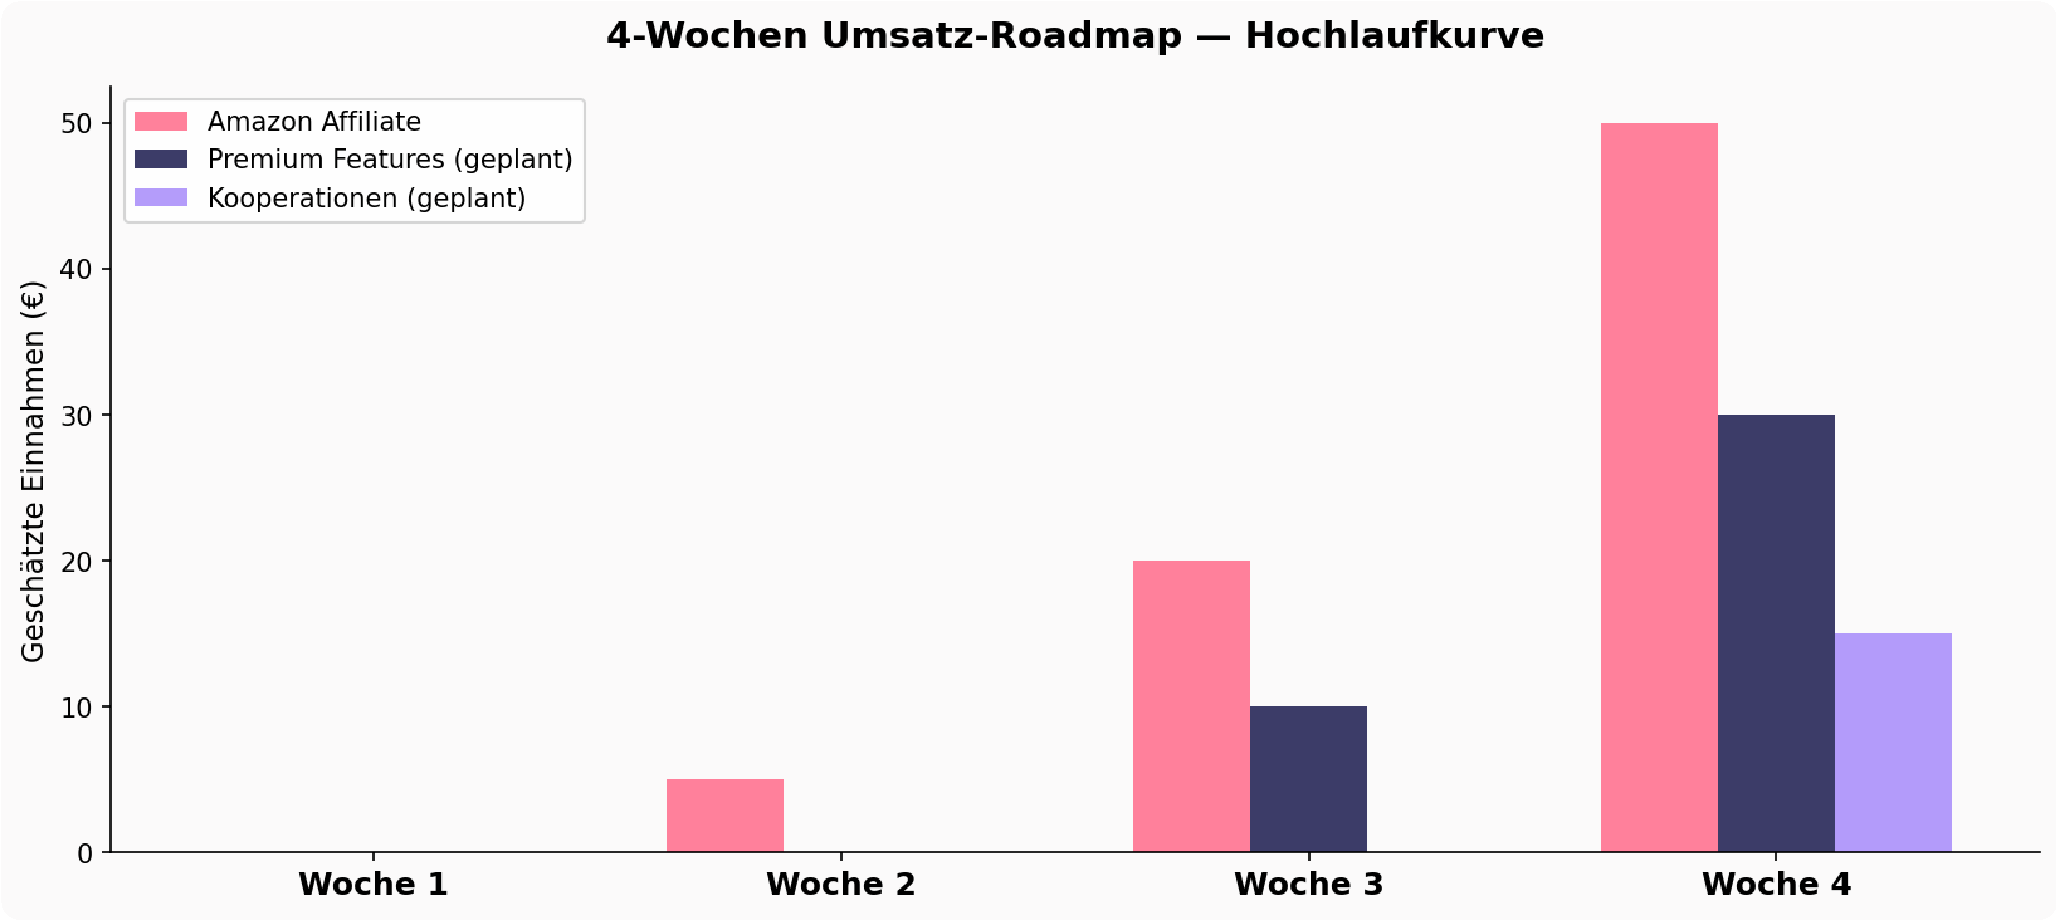 4-Wochen Umsatz-Roadmap — Hochlaufkurve
Amazon Affiliate
Premium Features (geplant)
Kooperationen (geplant)
Geschätzte Einnahmen (€)
50
40
30
20
10
0
Woche 1
Woche 2
Woche 3
Woche 4